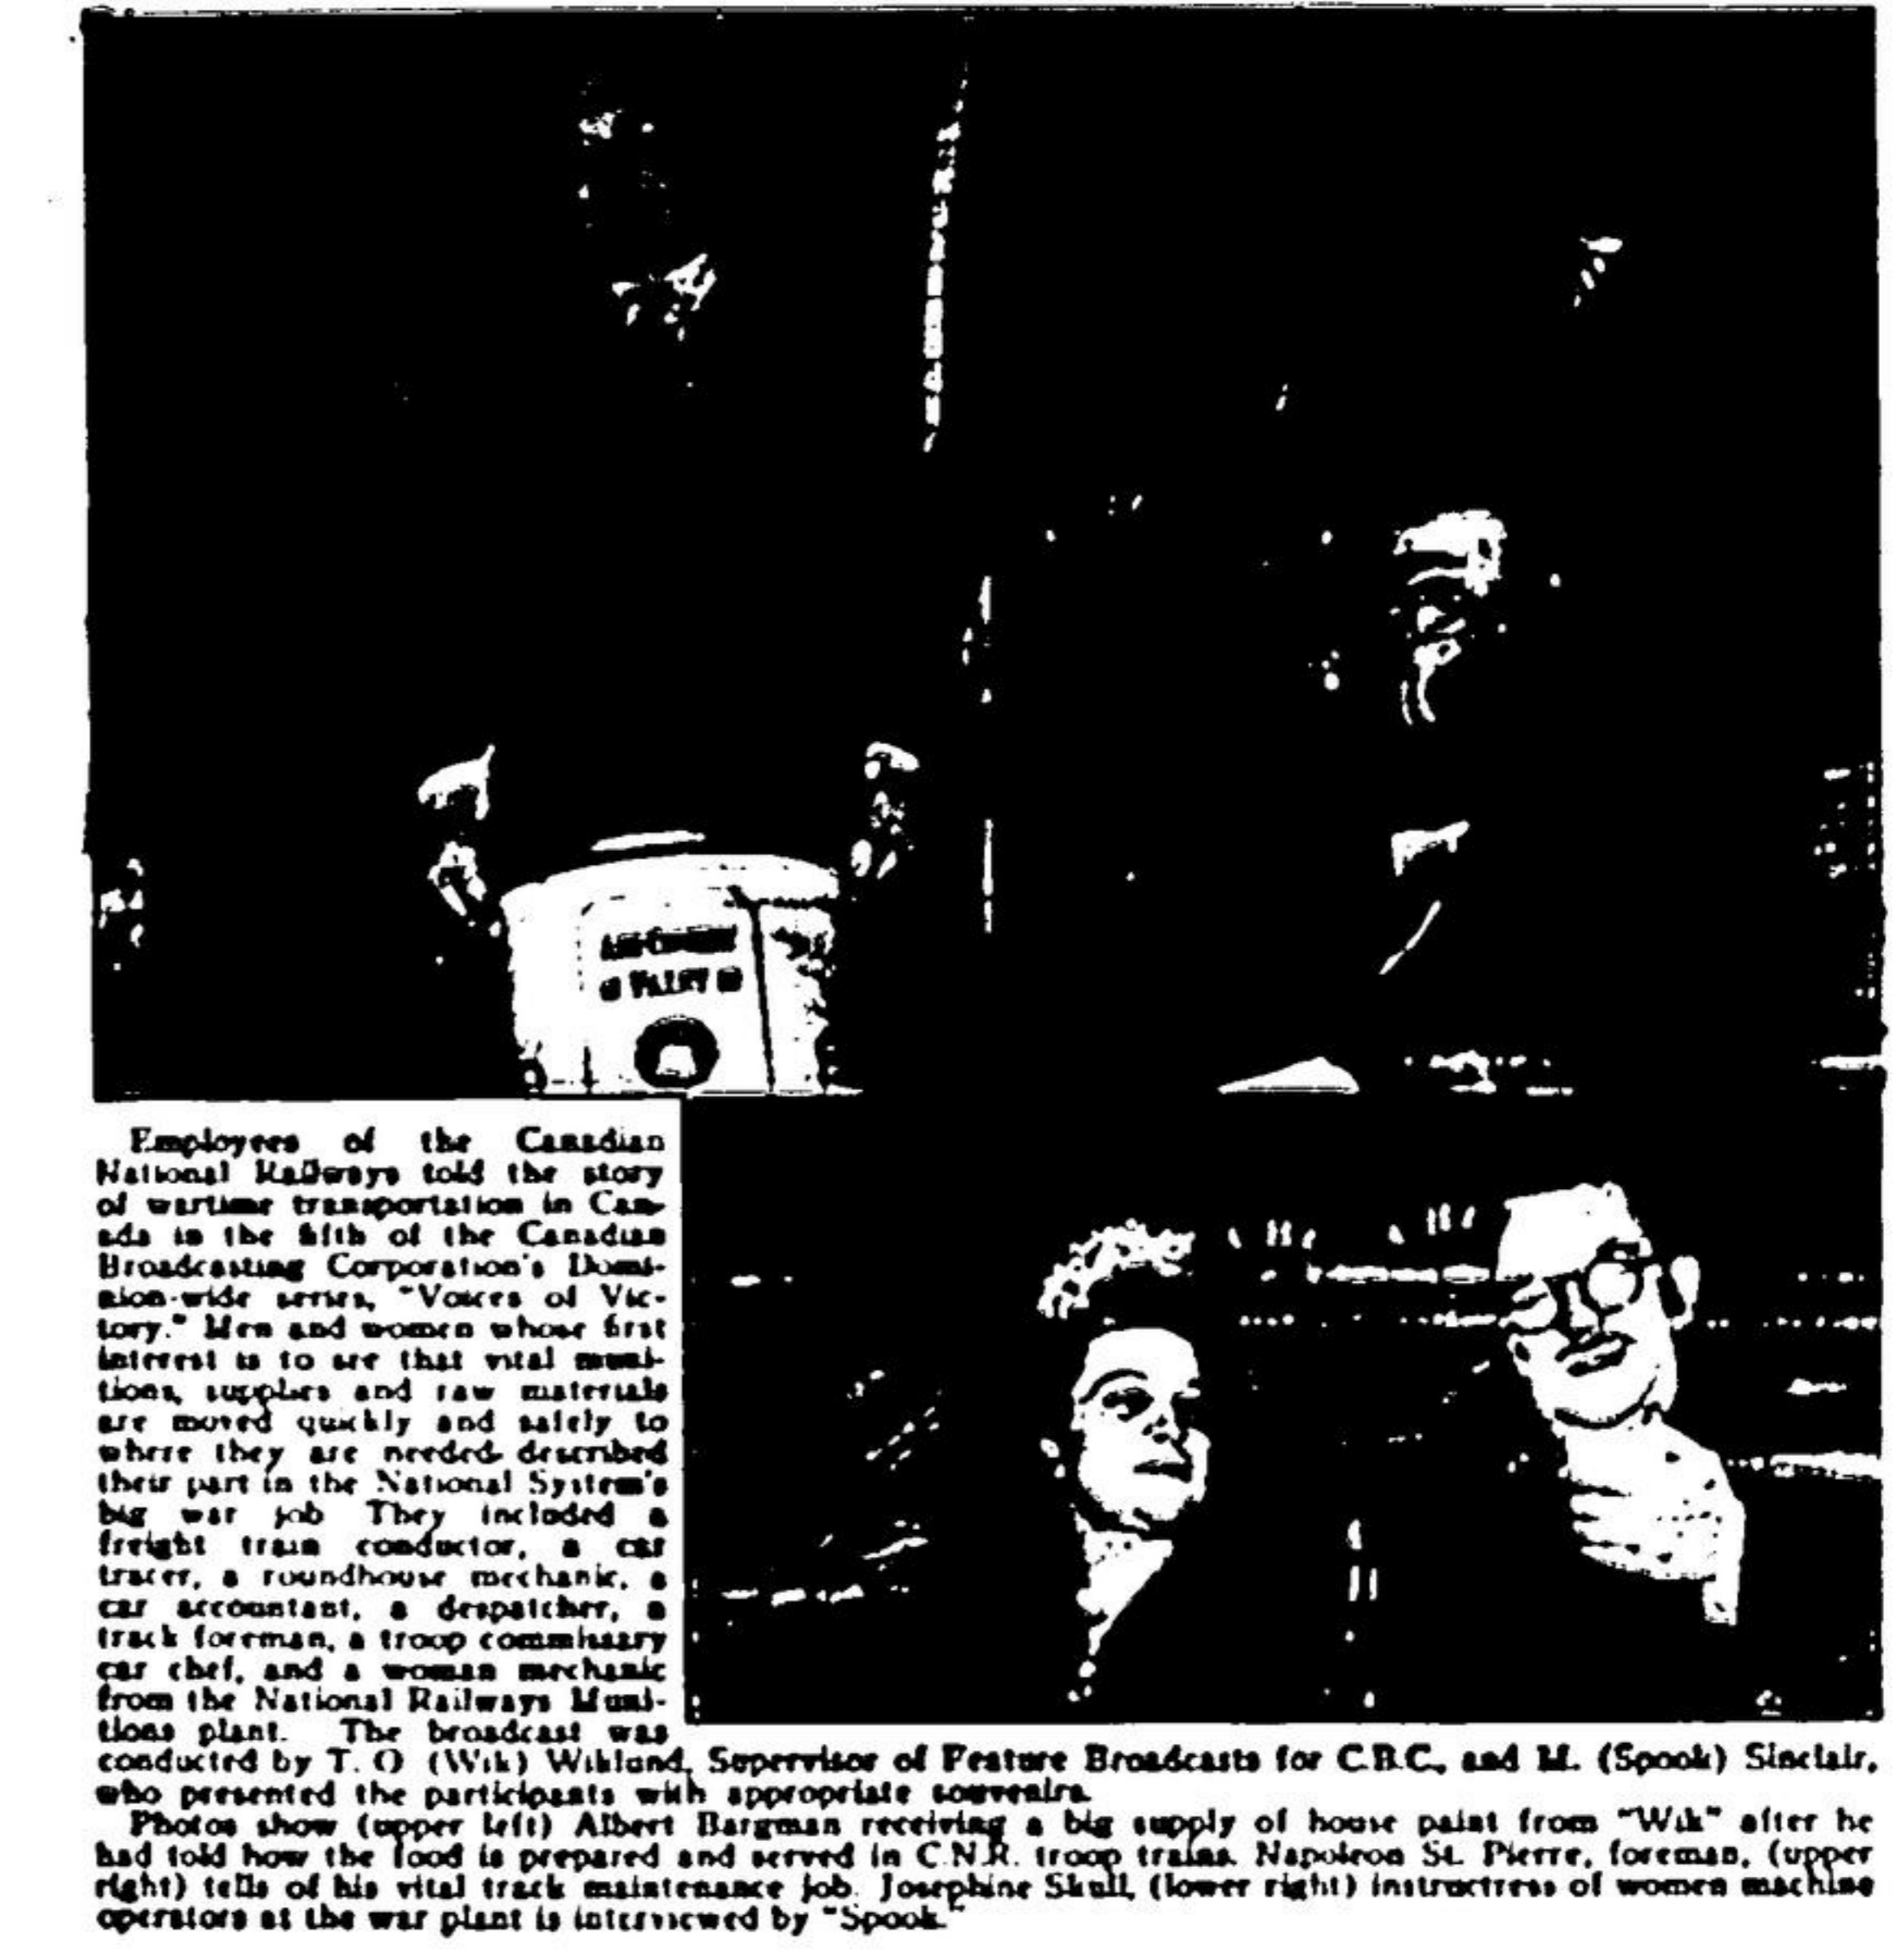 PAINT
Employees of the Canadian
National Railways told the story
of wartime transportation in Can-
ada in the fifth of the Canadian
Broadcasting Corporation's Domi-
nion-wide series, "Voices of Vic-
tory." Men and women whose first
interest is to see that vital muni-
tions, supplies and raw materials
are moved quickly and safely to
where they are needed described
their part in the National System's
big war job They included a
freight train conductor, a car
tracer, a roundhouse mechanic, a
car accountant, a despatcher, a
track foreman, a troop commissary
car chef, and a woman mechanic
from the National Railways Muni-
tions plant. The broadcast was
conducted by T. O (Wik) Wiklund, Supervisor of Feature Broadcasts for C.B.C., and M. (Spook) Sinclair,
who presented the participants with appropriate souvenirs.
Photos show (upper left) Albert Bargman receiving a big supply of house paint from "Wik" after he
had told how the food is prepared and served in C.N.R. troop trains. Napoleon St. Pierre, foreman, (upper
right) tells of his vital track maintenance job. Josephine Skull, (lower right) instructress of women machine
operators at the war plant is interviewed by "Spook."